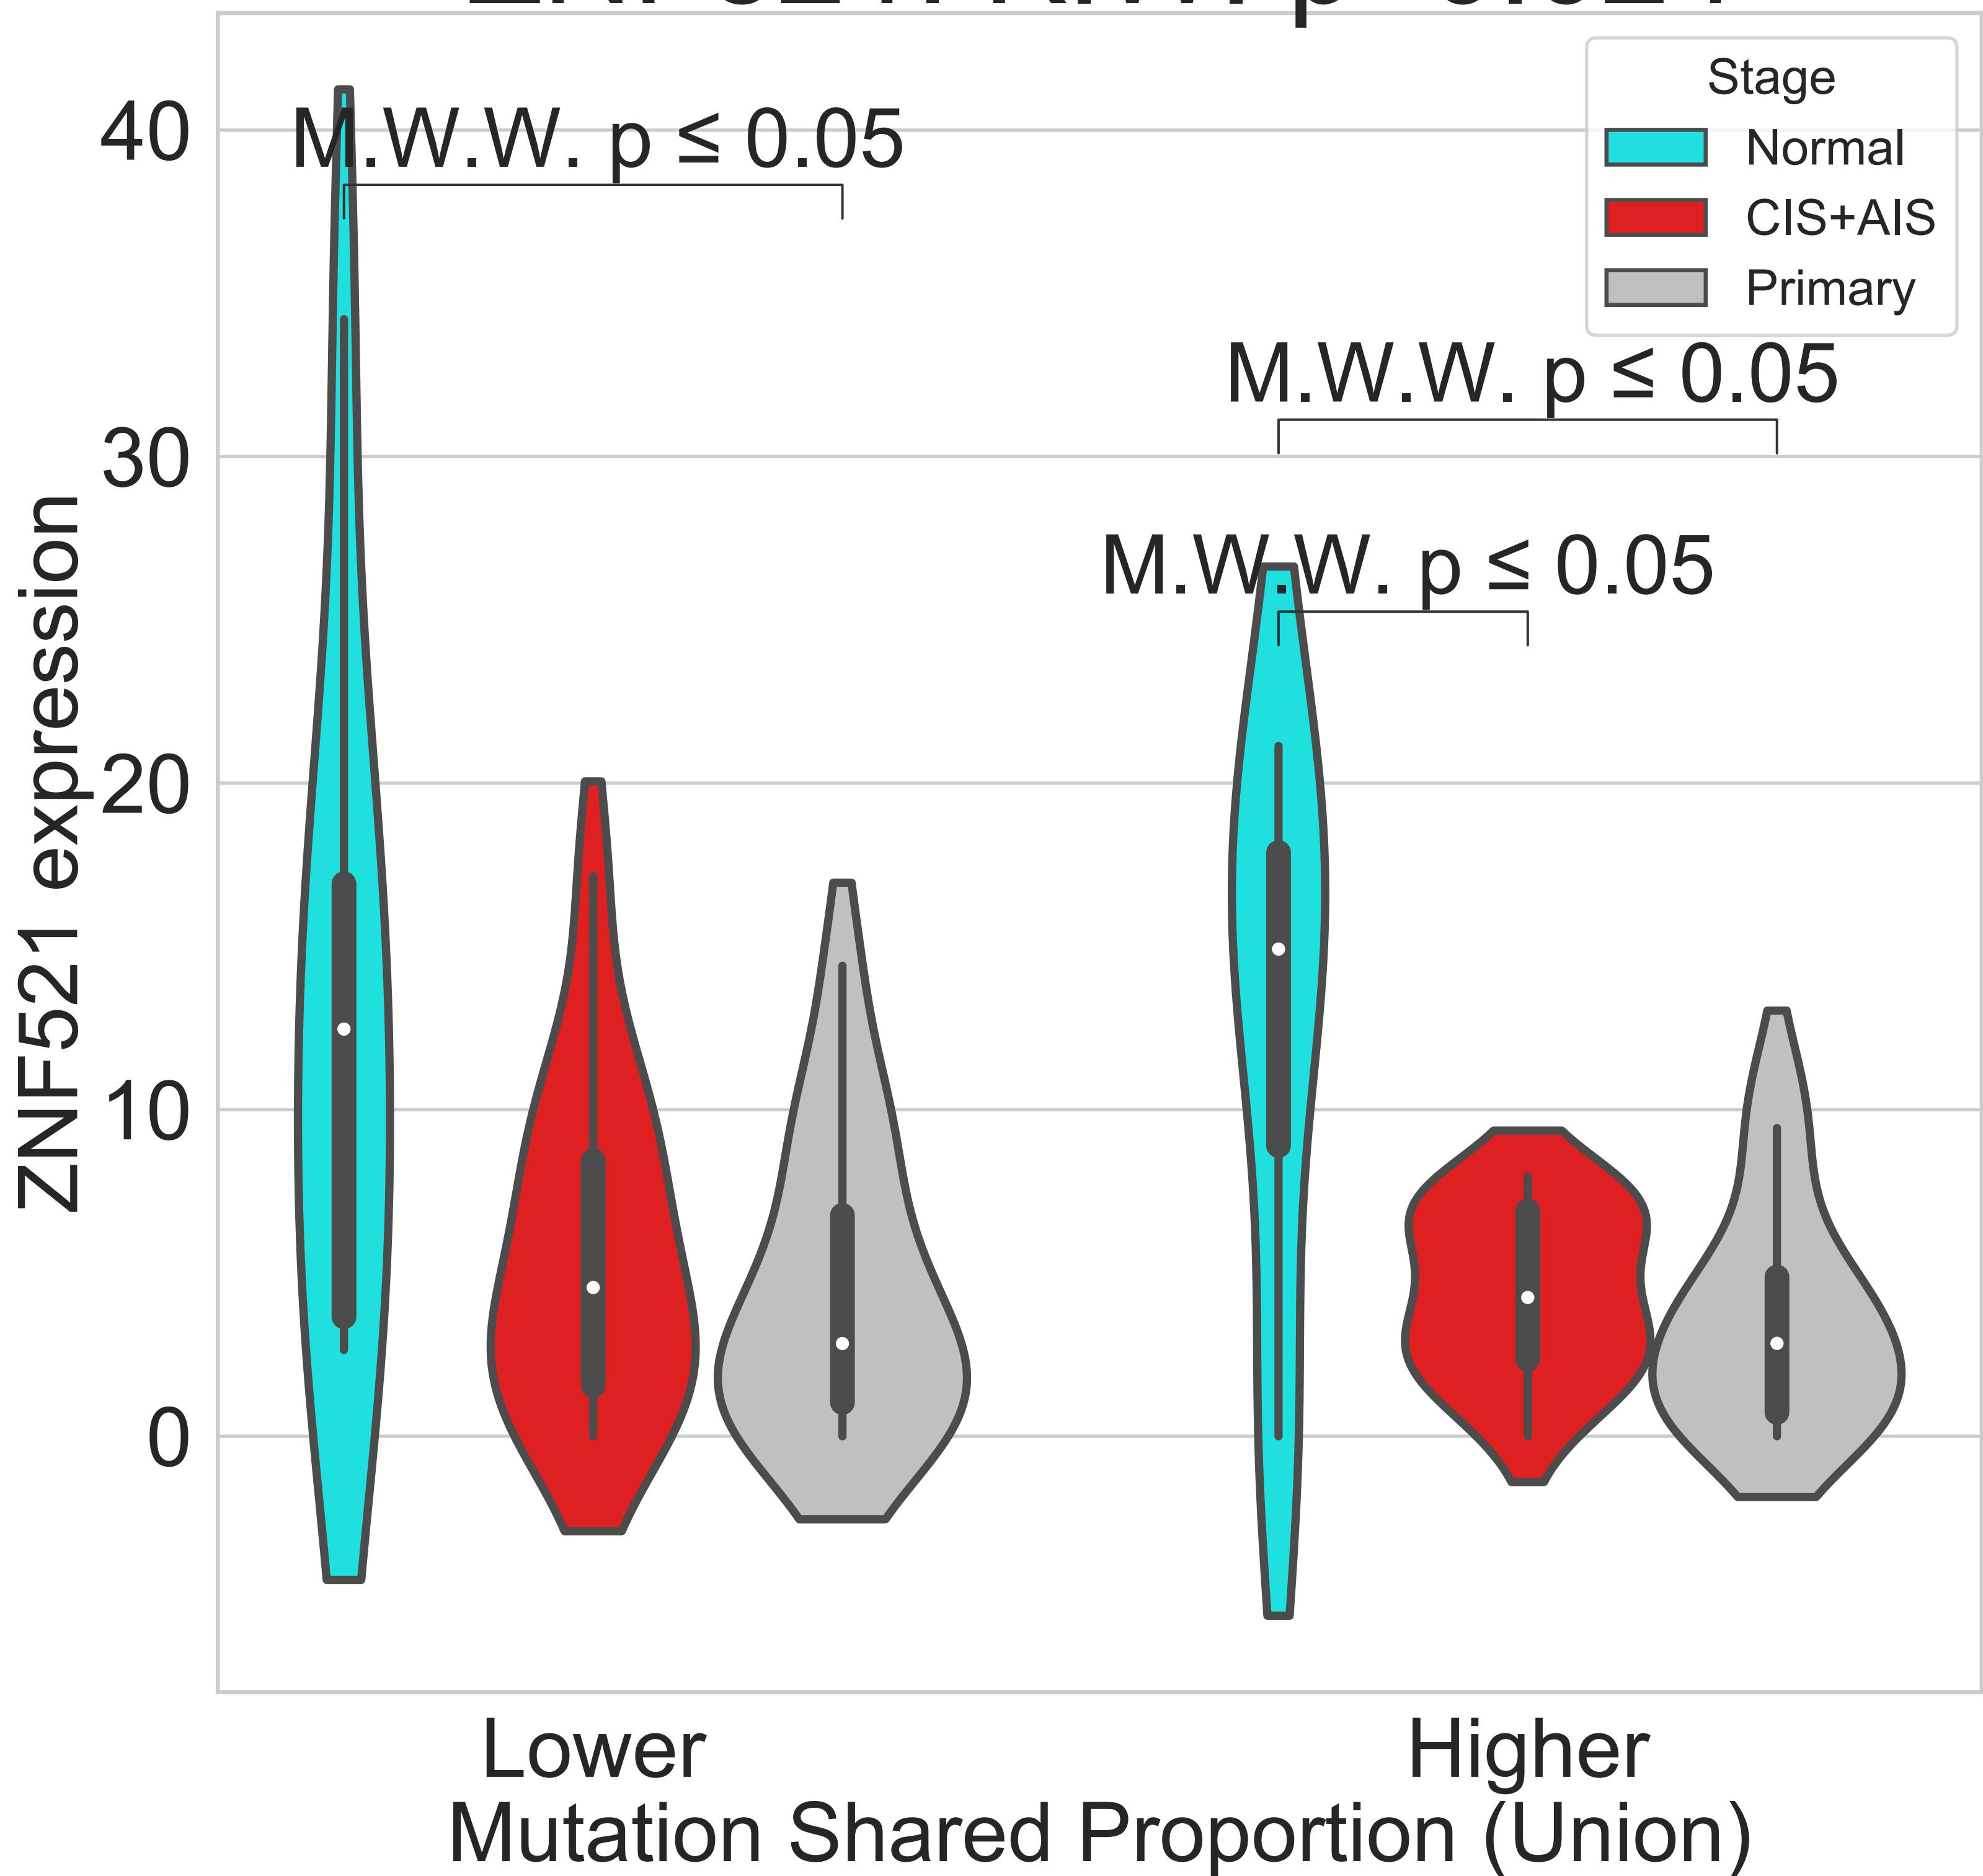 Stage
Normal
CIS+AIS
Primary
M.W.W. p ≤ 0.05
M.W.W. p ≤ 0.05
M.W.W. p ≤ 0.05
40
30
20
10
0
ZNF521 expression
Lower
Higher
Mutation Shared Proportion (Union)